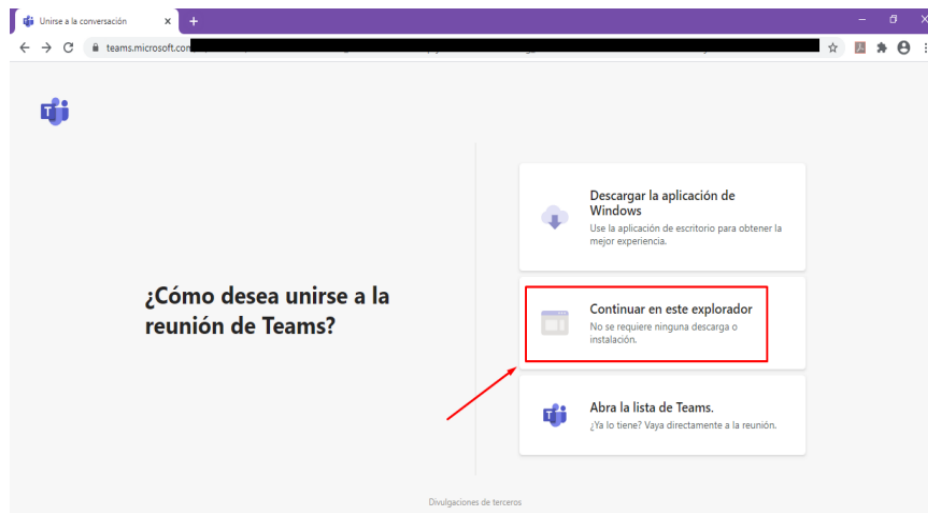 Unirse a la conversación
teams.microsoft.com
Descargar la aplicación de
Windows
Use la aplicación de escritorio para obtener la
mejor experiencia.
¿Cómo desea unirse a la
reunión de Teams?
Continuar en este explorador
No se requiere ninguna descarga o
instalación.
Abra la lista de Teams.
¿Ya lo tiene? Vaya directamente a la reunión.
Divulgaciones de terceros